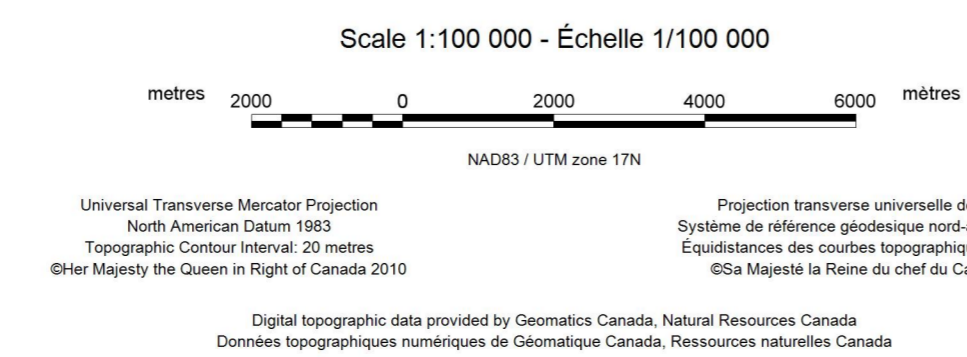 Scale 1:100 000 - Échelle 1/100 000
metres 2000 0 2000 4000 6000 mètres
NAD83 / UTM zone 17N
Universal Transverse Mercator Projection
North American Datum 1983
Topographic Contour Interval: 20 metres
©Her Majesty the Queen in Right of Canada 2010
Projection transverse universelle
Système de référence géodesique
Équidistances des courbes
©Sa Majesté la Reine du chef du
Digital topographic data provided by Geomatics Canada, Natural Resources Canada
Données topographiques numériques de Géomatique Canada, Ressources naturelles Canada